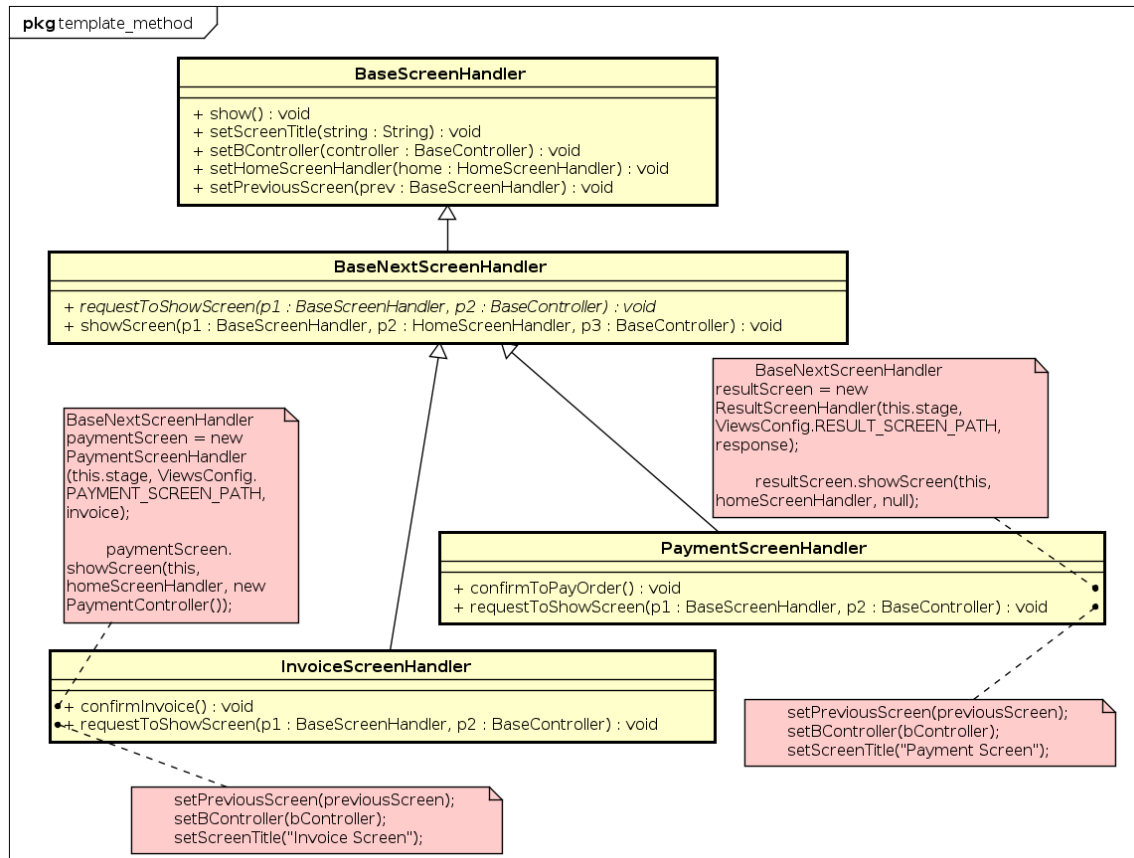 pkg template_method
BaseScreenHandler
+ show() : void
+ setScreenTitle(string : String) : void
+ setBController(controller : BaseController) : void
+ setHomeScreenHandler(home : HomeScreenHandler) : void
+ setPreviousScreen(prev : BaseScreenHandler) : void
BaseNextScreenHandler
+ requestToShowScreen(p1 : BaseScreenHandler, p2 : BaseController) : void
+ showScreen(p1 : BaseScreenHandler, p2 : HomeScreenHandler, p3 : BaseController) : void
BaseNextScreenHandler
resultScreen = new
ResultScreenHandler(this.stage,
ViewsConfig.RESULT_SCREEN_PATH,
response);
resultScreen.showScreen(this,
homeScreenHandler, null);
BaseNextScreenHandler
paymentScreen = new
PaymentScreenHandler
(this.stage, ViewsConfig.
PAYMENT_SCREEN_PATH,
invoice);
paymentScreen.
showScreen(this,
homeScreenHandler, new
PaymentController());
PaymentScreenHandler
+ confirmToPayOrder() : void
+ requestToShowScreen(p1 : BaseScreenHandler, p2 : BaseController) : void
InvoiceScreenHandler
+ confirmInvoice() : void
+ requestToShowScreen(p1 : BaseScreenHandler, p2 : BaseController) : void
setPreviousScreen(previousScreen);
setBController(bController);
setScreenTitle("Payment Screen");
setPreviousScreen(previousScreen);
setBController(bController);
setScreenTitle("Invoice Screen");